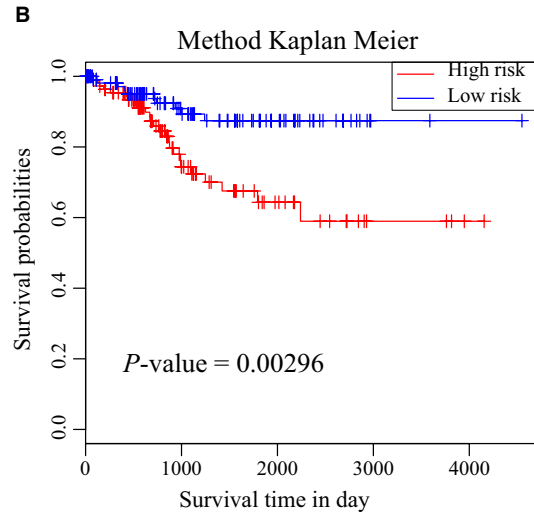 B
Method Kaplan Meier
High risk
Low risk
1.0
0.8
0.6
0.4
0.2
0.0
Survival probabilities
P-value = 0.00296
0 1000 2000 3000 4000
Survival time in day